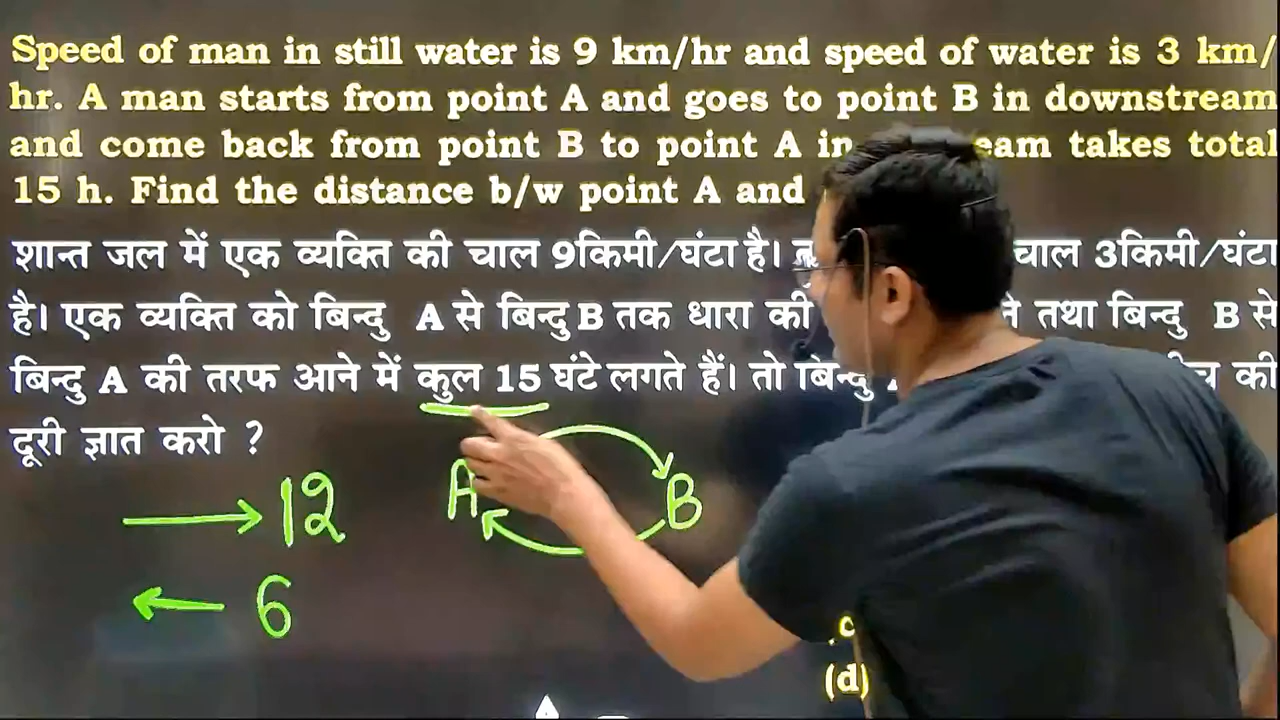 Speed of man in still water is 9 km/hr and speed of water is 3 km/
hr. A man starts from point A and goes to point B in downstream
and come back from point B to point A in eam takes total
15 h. Find the distance b/w point A and
शान्त जल में एक व्यक्ति की चाल 9किमी/घंटा है। चाल 3किमी/घंटा
है। एक व्यक्ति को बिन्दु A से बिन्दु B तक धारा की तथा बिन्दु B से
बिन्दु A की तरफ आने में कुल 15 घंटे लगते हैं। तो बिन्दु की
दूरी ज्ञात करो ?
12
A B
6
(d)